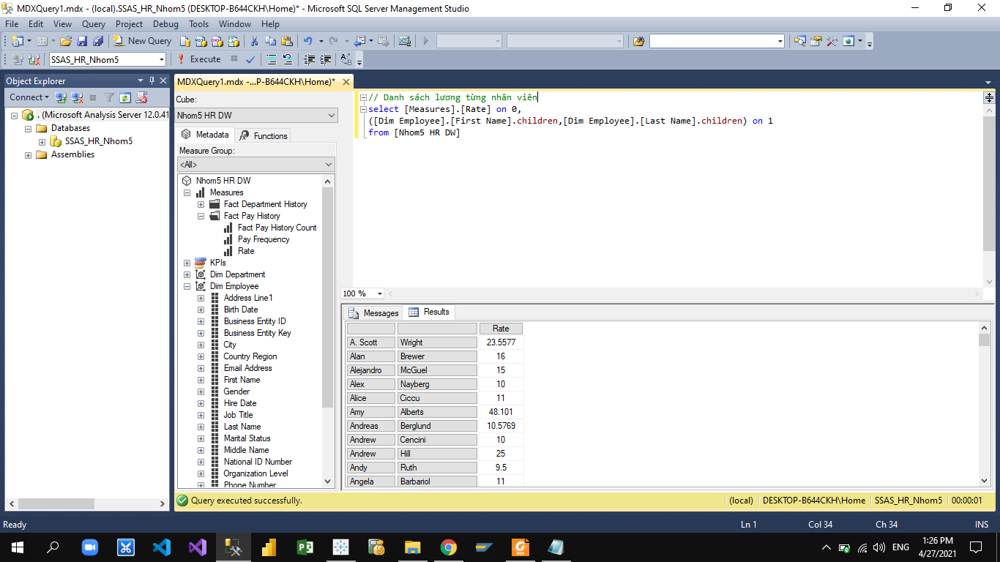 MDXQuery1.mdx - (local).SSAS_HR_Nhom5 (DESKTOP-B644CKH\Home)* - Microsoft SQL Server Management Studio
File Edit View Query Project Debug Tools Window Help
New Query
SSAS_HR_Nhom5 Execute
Object Explorer
Connect
. (Microsoft Analysis Server 12.0.41
Databases
SSAS_HR_Nhom5
Assemblies
MDXQuery1.mdx -...P-B644CKH\Home)*
Cube:
Nhom5 HR DW
Metadata Functions
Measure Group:
<All>
Nhom5 HR DW
Measures
Fact Department History
Fact Pay History
Fact Pay History Count
Pay Frequency
Rate
KPIs
Dim Department
Dim Employee
Address Line1
Birth Date
Business Entity ID
Business Entity Key
City
Country Region
Email Address
First Name
Gender
Hire Date
Job Title
Last Name
Marital Status
Middle Name
National ID Number
Organization Level
Phone Number
// Danh sách lương từng nhân viên
select [Measures].[Rate] on 0,
([Dim Employee].[First Name].children,[Dim Employee].[Last Name].children) on 1
from [Nhom5 HR DW]
100 %
Messages Results
Rate
A. Scott Wright 23.5577
Alan Brewer 16
Alejandro McGuel 15
Alex Nayberg 10
Alice Ciccu 11
Amy Alberts 48.101
Andreas Berglund 10.5769
Andrew Cencini 10
Andrew Hill 25
Andy Ruth 9.5
Angela Barbariol 11
Query executed successfully. (local) DESKTOP-B644CKH\Home SSAS_HR_Nhom5 00:00:01
Ready Ln 1 Col 34 Ch 34 INS
ENG 1:26 PM
4/27/2021